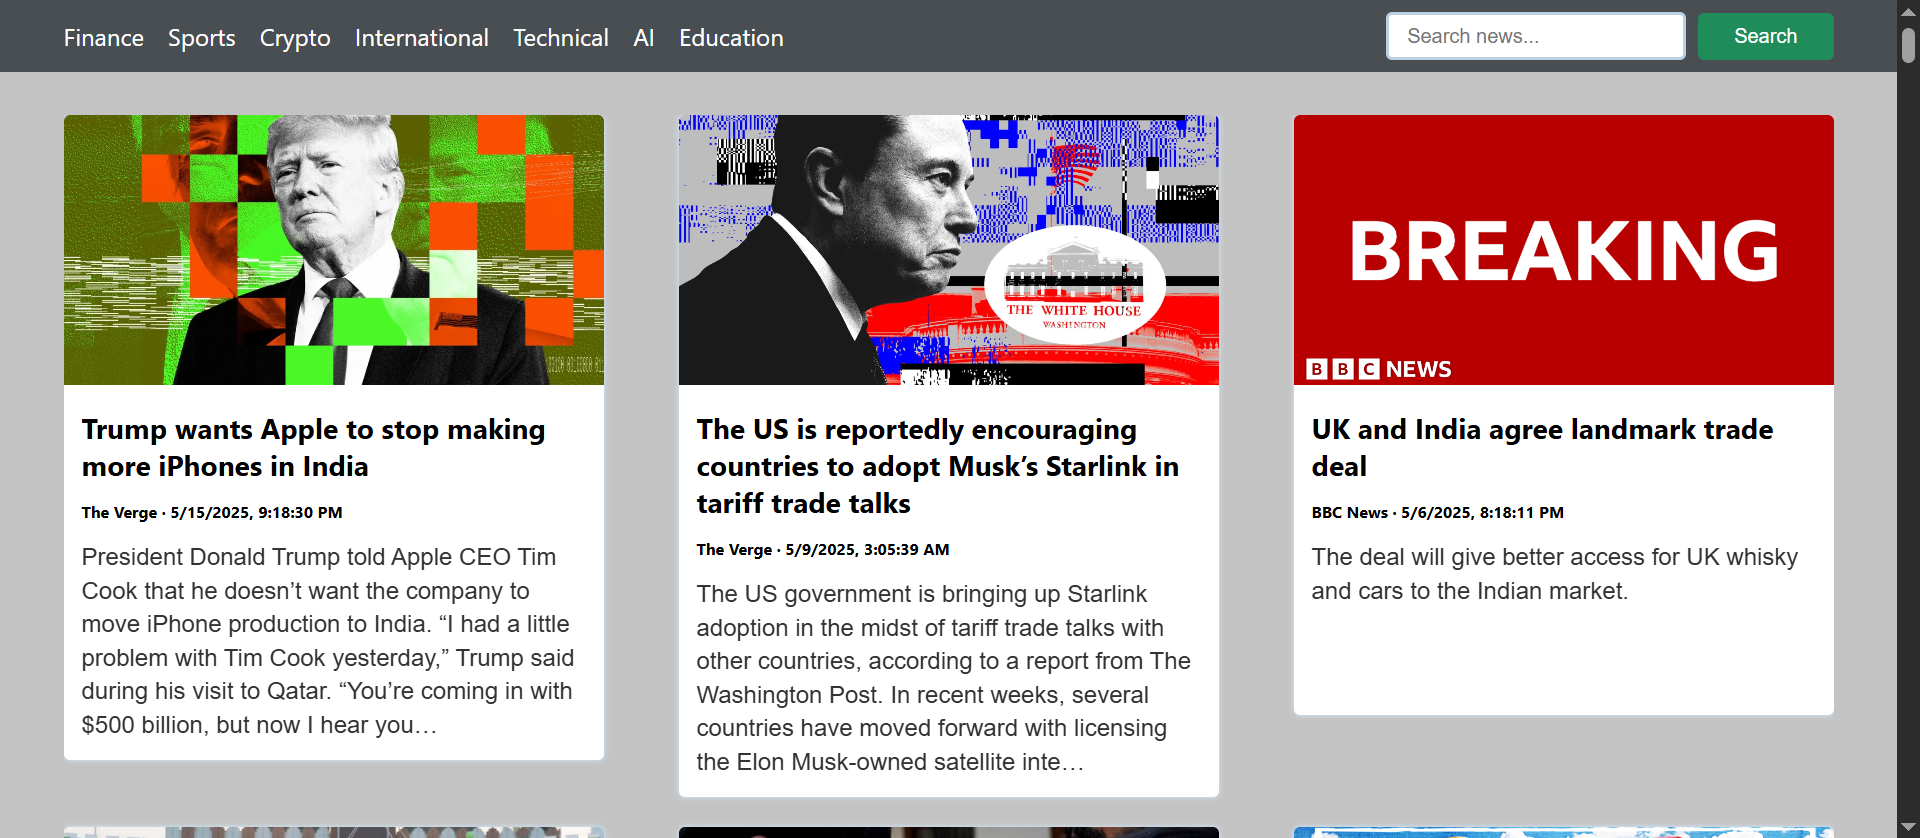 Finance Sports Crypto International Technical AI Education
Search news...
Search
THE WHITE HOUSE
WASHINGTON
BREAKING
BBC NEWS
Trump wants Apple to stop making
more iPhones in India
The Verge · 5/15/2025, 9:18:30 PM
President Donald Trump told Apple CEO Tim
Cook that he doesn’t want the company to
move iPhone production to India. “I had a little
problem with Tim Cook yesterday,” Trump said
during his visit to Qatar. “You’re coming in with
$500 billion, but now I hear you…
The US is reportedly encouraging
countries to adopt Musk’s Starlink in
tariff trade talks
The Verge · 5/9/2025, 3:05:39 AM
The US government is bringing up Starlink
adoption in the midst of tariff trade talks with
other countries, according to a report from The
Washington Post. In recent weeks, several
countries have moved forward with licensing
the Elon Musk-owned satellite inte…
UK and India agree landmark trade
deal
BBC News · 5/6/2025, 8:18:11 PM
The deal will give better access for UK whisky
and cars to the Indian market.